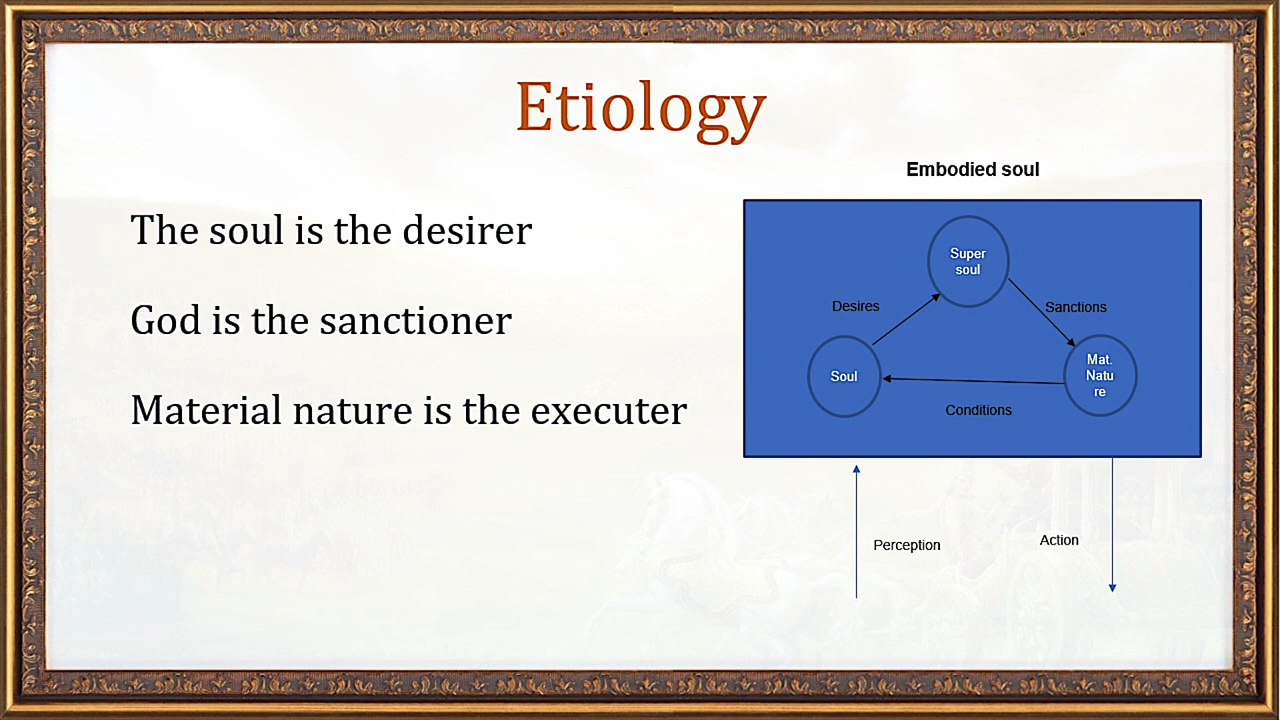 Etiology
The soul is the desirer
God is the sanctioner
Material nature is the executer
Embodied soul
Super
soul
Desires
Sanctions
Soul
Mat.
Natu
re
Conditions
Perception
Action